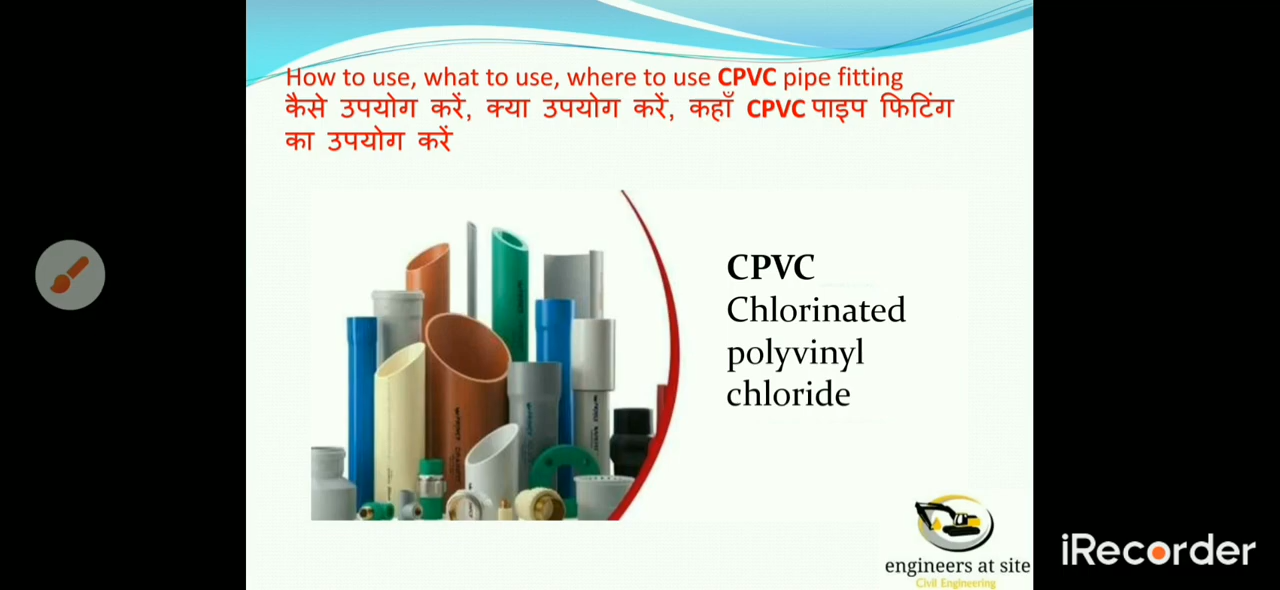 How to use, what to use, where to use CPVC pipe fitting
कैसे उपयोग करें, क्या उपयोग करें, कहाँ CPVC पाइप फिटिंग
का उपयोग करें
CPVC
Chlorinated
polyvinyl
chloride
engineers at site
Civil Engineering
iRecorder